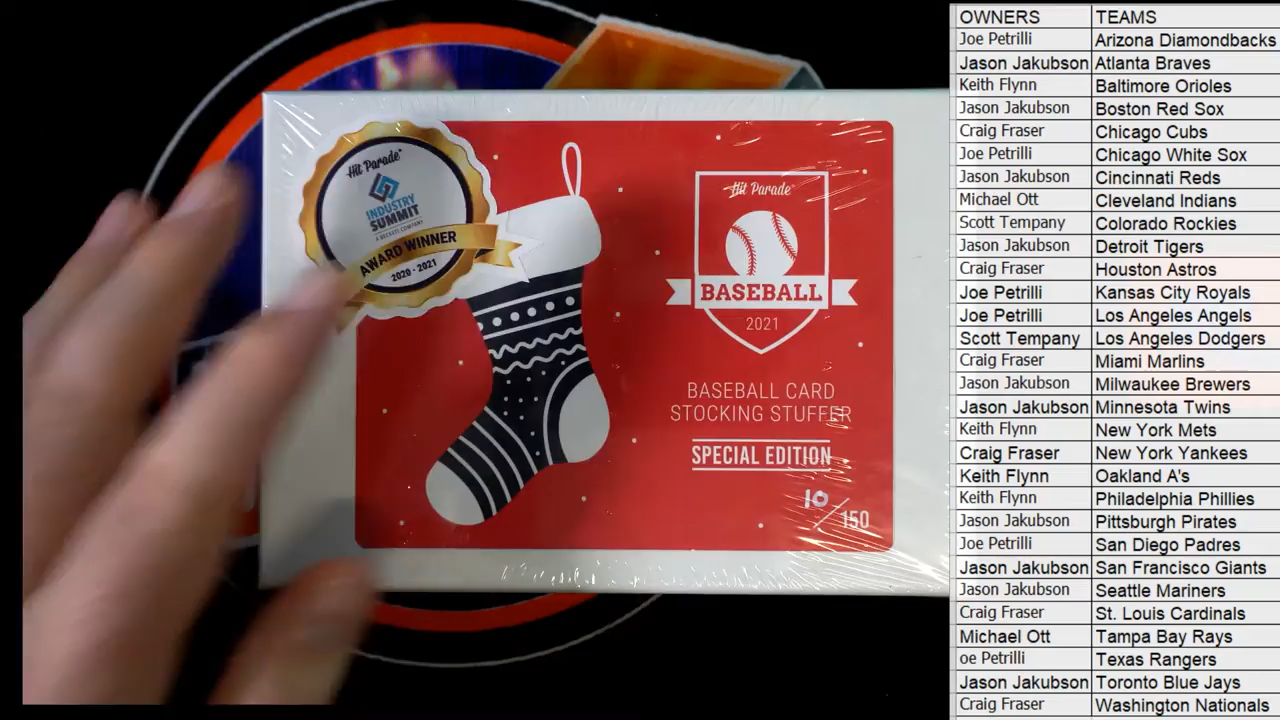 Hit Parade
INDUSTRY
SUMMIT
A BECKETT COMPANY
AWARD WINNER
2020 - 2021
Hit Parade
BASEBALL
2021
BASEBALL CARD
STOCKING STUFFER
SPECIAL EDITION
10/150
OWNERS TEAMS
Joe Petrilli Arizona Diamondbacks
Jason Jakubson Atlanta Braves
Keith Flynn Baltimore Orioles
Jason Jakubson Boston Red Sox
Craig Fraser Chicago Cubs
Joe Petrilli Chicago White Sox
Jason Jakubson Cincinnati Reds
Michael Ott Cleveland Indians
Scott Tempany Colorado Rockies
Jason Jakubson Detroit Tigers
Craig Fraser Houston Astros
Joe Petrilli Kansas City Royals
Joe Petrilli Los Angeles Angels
Scott Tempany Los Angeles Dodgers
Craig Fraser Miami Marlins
Jason Jakubson Milwaukee Brewers
Jason Jakubson Minnesota Twins
Keith Flynn New York Mets
Craig Fraser New York Yankees
Keith Flynn Oakland A's
Keith Flynn Philadelphia Phillies
Jason Jakubson Pittsburgh Pirates
Joe Petrilli San Diego Padres
Jason Jakubson San Francisco Giants
Jason Jakubson Seattle Mariners
Craig Fraser St. Louis Cardinals
Michael Ott Tampa Bay Rays
oe Petrilli Texas Rangers
Jason Jakubson Toronto Blue Jays
Craig Fraser Washington Nationals